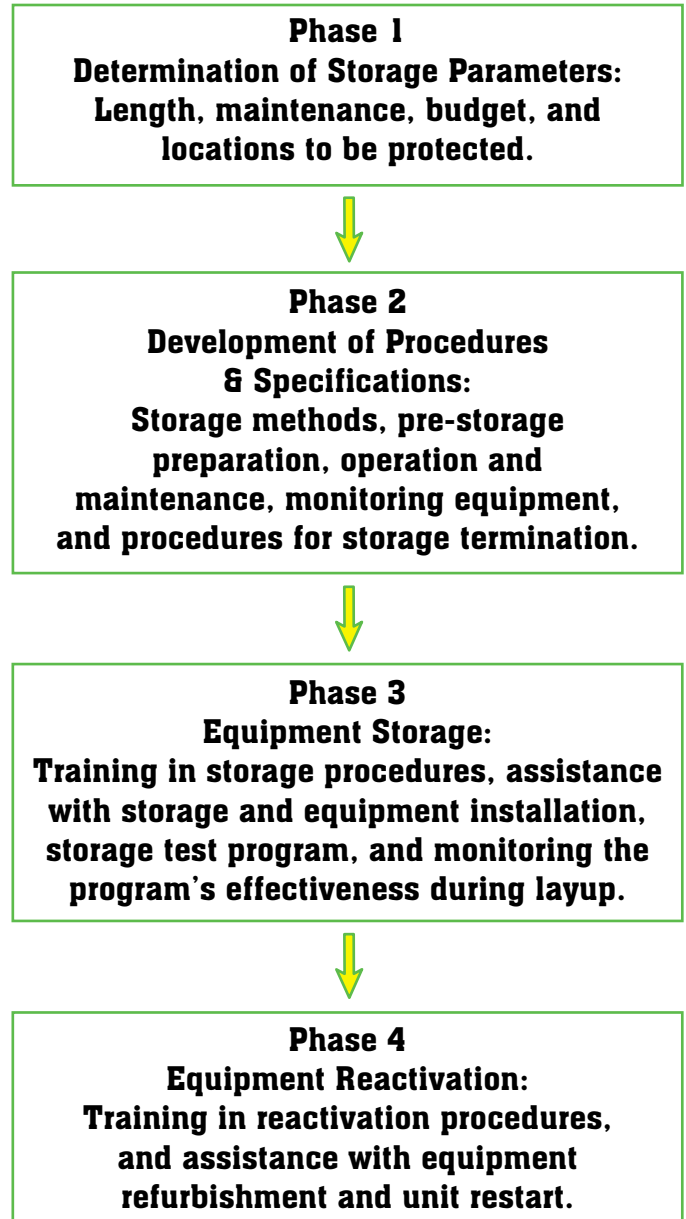 Phase 1
Determination of Storage Parameters:
Length, maintenance, budget, and
locations to be protected.
Phase 2
Development of Procedures
& Specifications:
Storage methods, pre-storage
preparation, operation and
maintenance, monitoring equipment,
and procedures for storage termination.
Phase 3
Equipment Storage:
Training in storage procedures, assistance
with storage and equipment installation,
storage test program, and monitoring the
program’s effectiveness during layup.
Phase 4
Equipment Reactivation:
Training in reactivation procedures,
and assistance with equipment
refurbishment and unit restart.